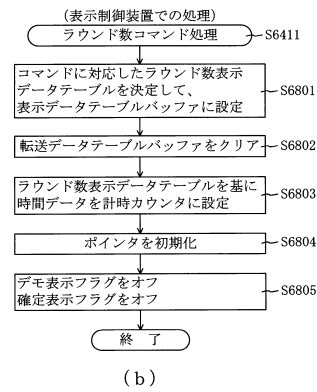 (表示制御装置での処理)
ラウンド数コマンド処理
S6411
コマンドに対応したラウンド数表示
データテーブルを決定して、
表示データテーブルバッファに設定
S6801
転送データテーブルバッファをクリア
S6802
ラウンド数表示データテーブルを基に
時間データを計時カウンタに設定
S6803
ポインタを初期化
S6804
デモ表示フラグをオフ
確定表示フラグをオフ
S6805
終 了
(b)